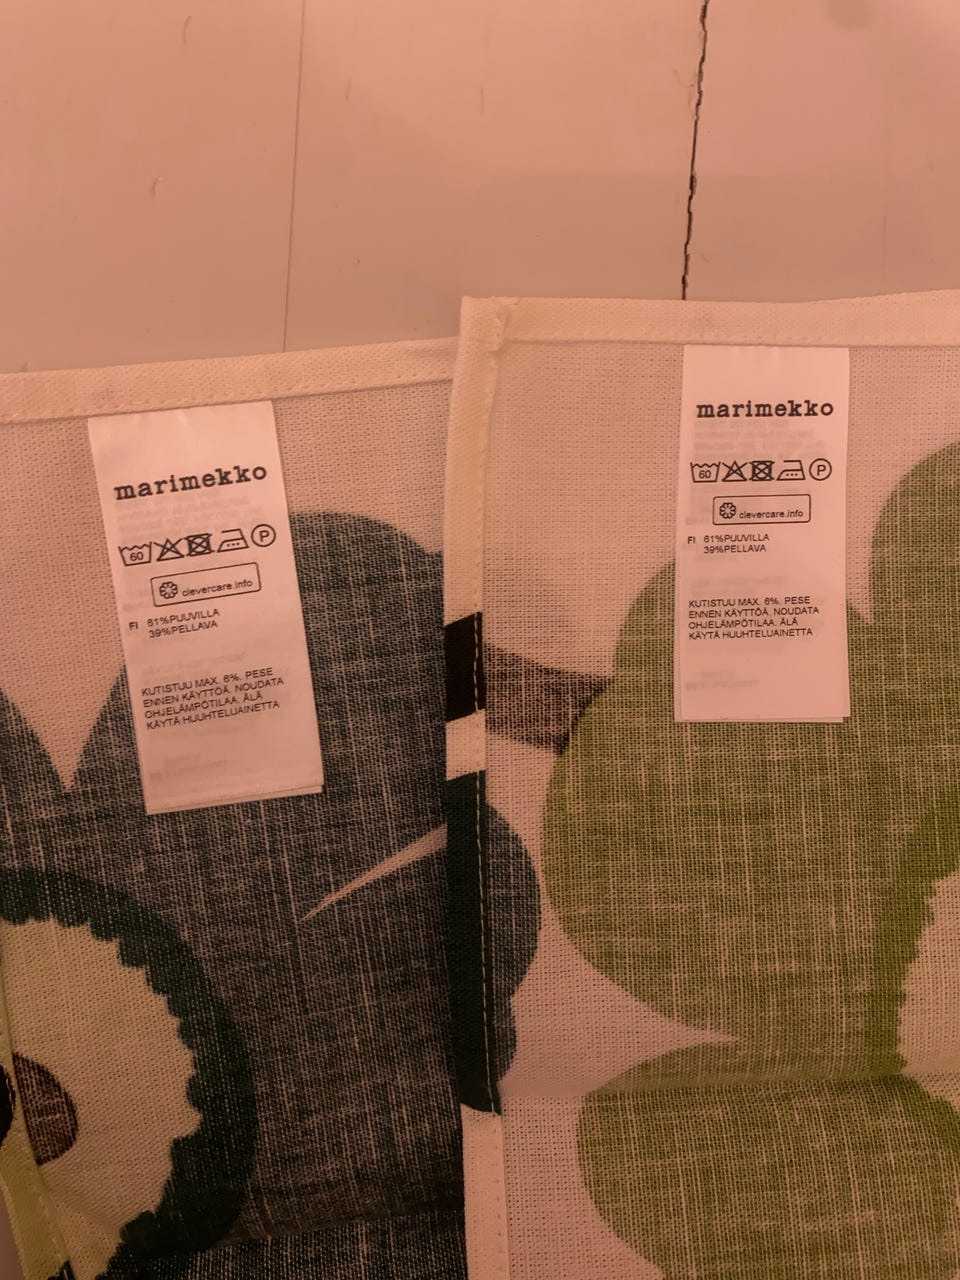 marimekko
60 P
clevercare.info
FI 61%PUUVILLA
39%PELLAVA
KUTISTUU MAX. 6%. PESE
ENNEN KÄYTTÖÄ. NOUDATA
OHJELÄMPÖTILAA. ÄLÄ
KÄYTÄ HUUHTELUAINETTA
marimekko
60 P
clevercare.info
FI 61%PUUVILLA
39%PELLAVA
KUTISTUU MAX. 6%. PESE
ENNEN KÄYTTÖÄ. NOUDATA
OHJELÄMPÖTILAA. ÄLÄ
KÄYTÄ HUUHTELUAINETTA